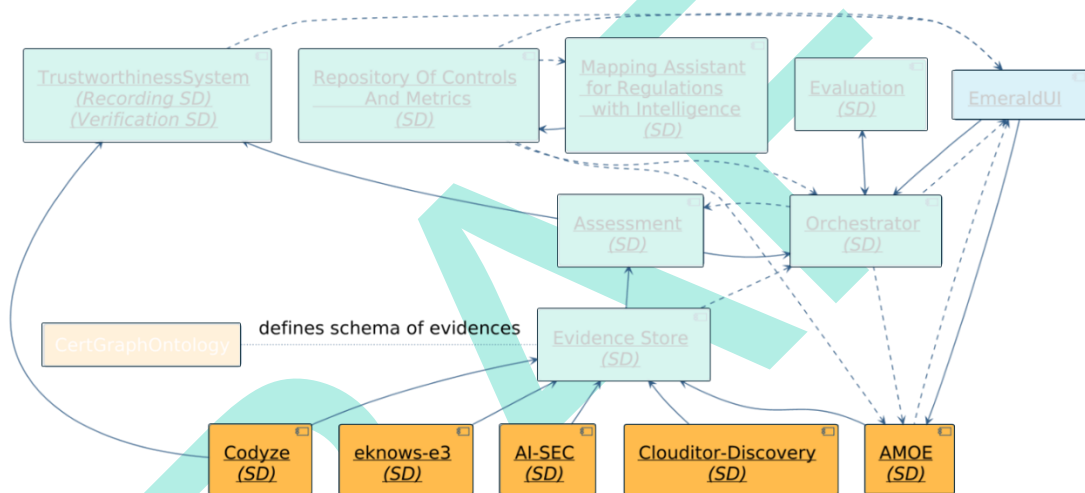 TrustworthinessSystem
(Recording SD)
(Verification SD)
Repository Of Controls
And Metrics
(SD)
Mapping Assistant
for Regulations
with Intelligence
(SD)
Evaluation
(SD)
EmeraldUI
Assessment
(SD)
Orchestrator
(SD)
CertGraphOntology
defines schema of evidences
Evidence Store
(SD)
Codyze
(SD)
eknows-e3
(SD)
AI-SEC
(SD)
Clouditor-Discovery
(SD)
AMOE
(SD)